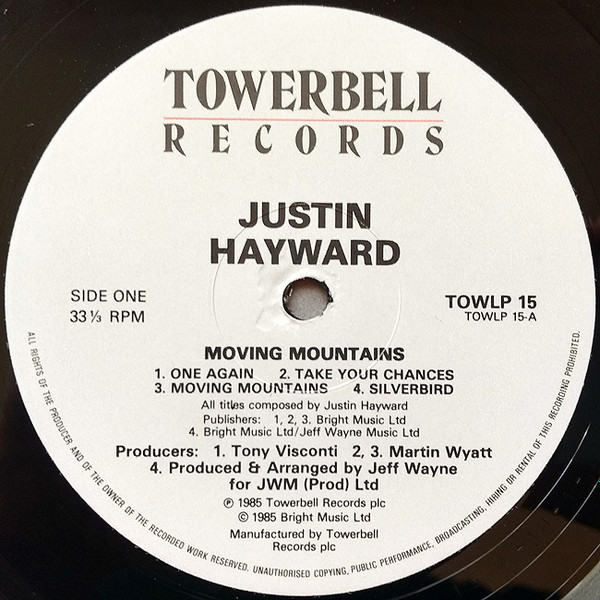 TOWERBELL
RECORDS
JUSTIN
HAYWARD
SIDE ONE
33⅓ RPM
TOWLP 15
TOWLP 15-A
MOVING MOUNTAINS
1. ONE AGAIN 2. TAKE YOUR CHANCES
3. MOVING MOUNTAINS 4. SILVERBIRD
All titles composed by Justin Hayward
Publishers: 1, 2, 3. Bright Music Ltd
4. Bright Music Ltd/Jeff Wayne Music Ltd
Producers: 1. Tony Visconti 2, 3. Martin Wyatt
4. Produced & Arranged by Jeff Wayne
for JWM (Prod) Ltd
℗ 1985 Towerbell Records plc
© 1985 Bright Music Ltd
Manufactured by Towerbell
Records plc
ALL RIGHTS OF THE PRODUCER AND OF THE OWNER OF THE RECORDED WORK RESERVED. UNAUTHORISED COPYING, PUBLIC PERFORMANCE, BROADCASTING, HIRING OR RENTAL OF THIS RECORDING PROHIBITED.